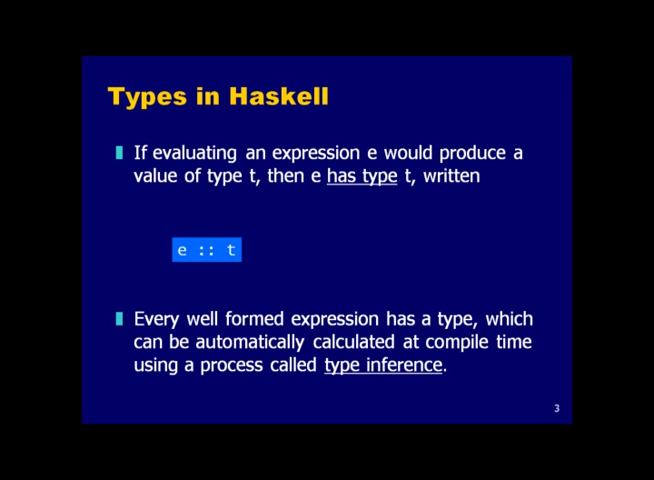 Types in Haskell
If evaluating an expression e would produce a
value of type t, then e has type t, written
e :: t
Every well formed expression has a type, which
can be automatically calculated at compile time
using a process called type inference.
3